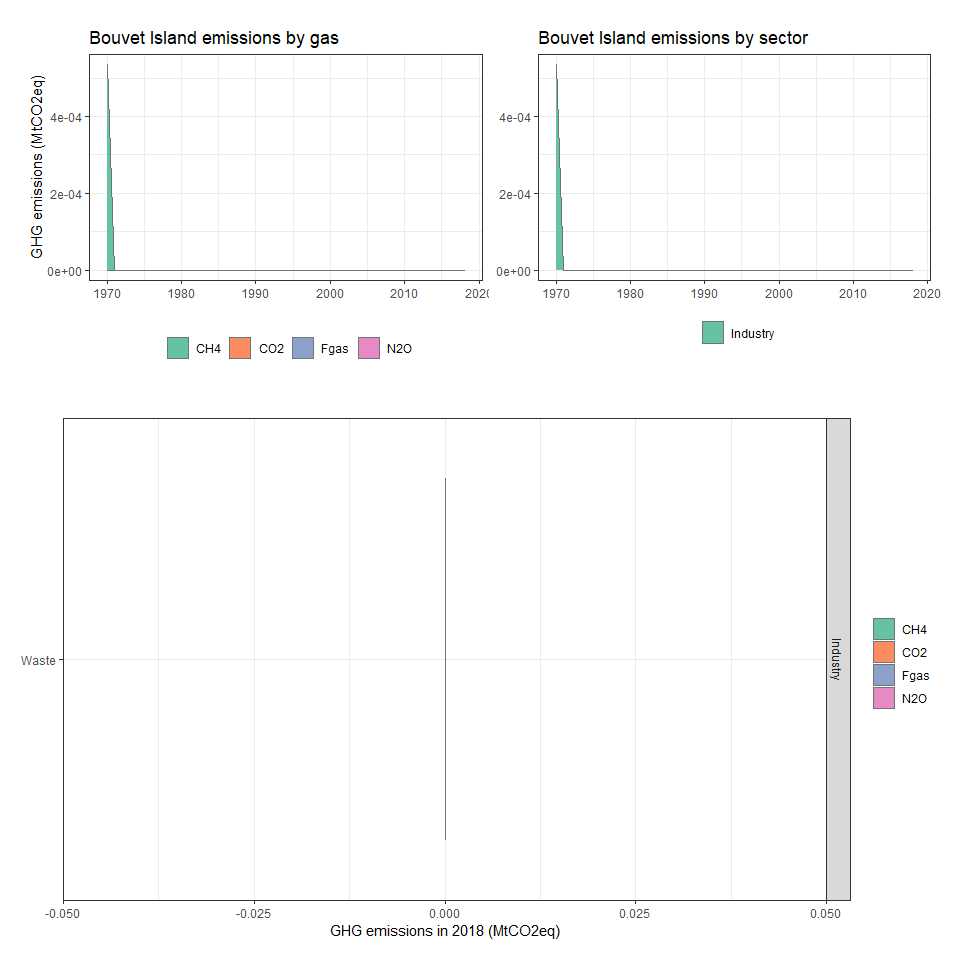 Bouvet Island emissions by gas
GHG emissions (MtCO2eq)
4e-04
2e-04
0e+00
1970 1980 1990 2000 2010 2020
CH4 CO2 Fgas N2O
Bouvet Island emissions by sector
4e-04
2e-04
0e+00
1970 1980 1990 2000 2010 2020
Industry
Waste
-0.050 -0.025 0.000 0.025 0.050
GHG emissions in 2018 (MtCO2eq)
Industry
CH4
CO2
Fgas
N2O